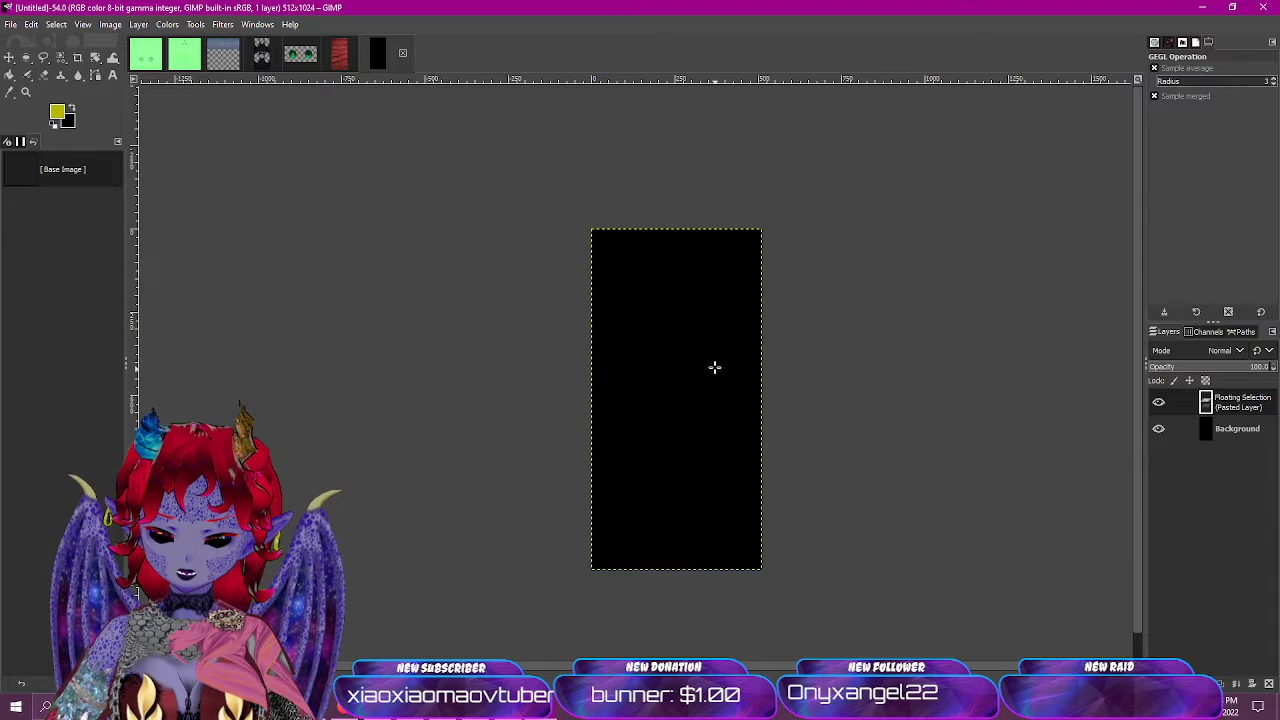 [Untitled]-54.0 (RGB color 8-bit gamma integer, GIMP built-in sRGB, 1 layer) 512x1024 – GIMP
File Edit Select View Image Layer Colors Tools Filters Windows Help
GEGL Operation
Sample average
Radius 3
Sample merged
[ Base Image ]
Layers Channels Paths
Mode Normal
Opacity 100.0
Lock:
Floating Selection
(Pasted Layer)
Background
NEW SUBSCRIBER
xiaoxiaomaovtuber
NEW DONATION
bunner: $1.00
NEW FOLLOWER
Onyxangel22
NEW RAID
PM
2022